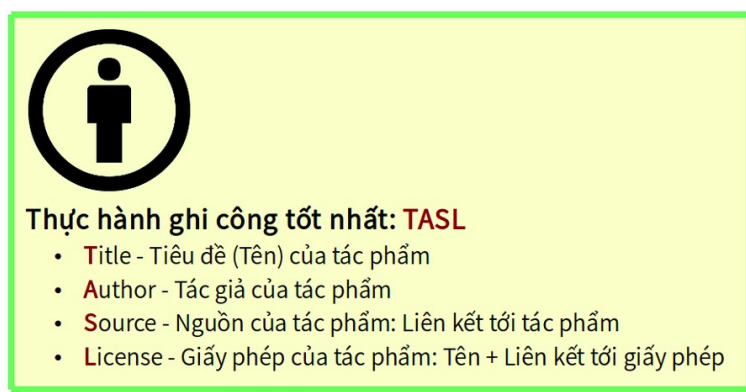 Thực hành ghi công tốt nhất: TASL
• Title - Tiêu đề (Tên) của tác phẩm
• Author - Tác giả của tác phẩm
• Source - Nguồn của tác phẩm: Liên kết tới tác phẩm
• License - Giấy phép của tác phẩm: Tên + Liên kết tới giấy phép